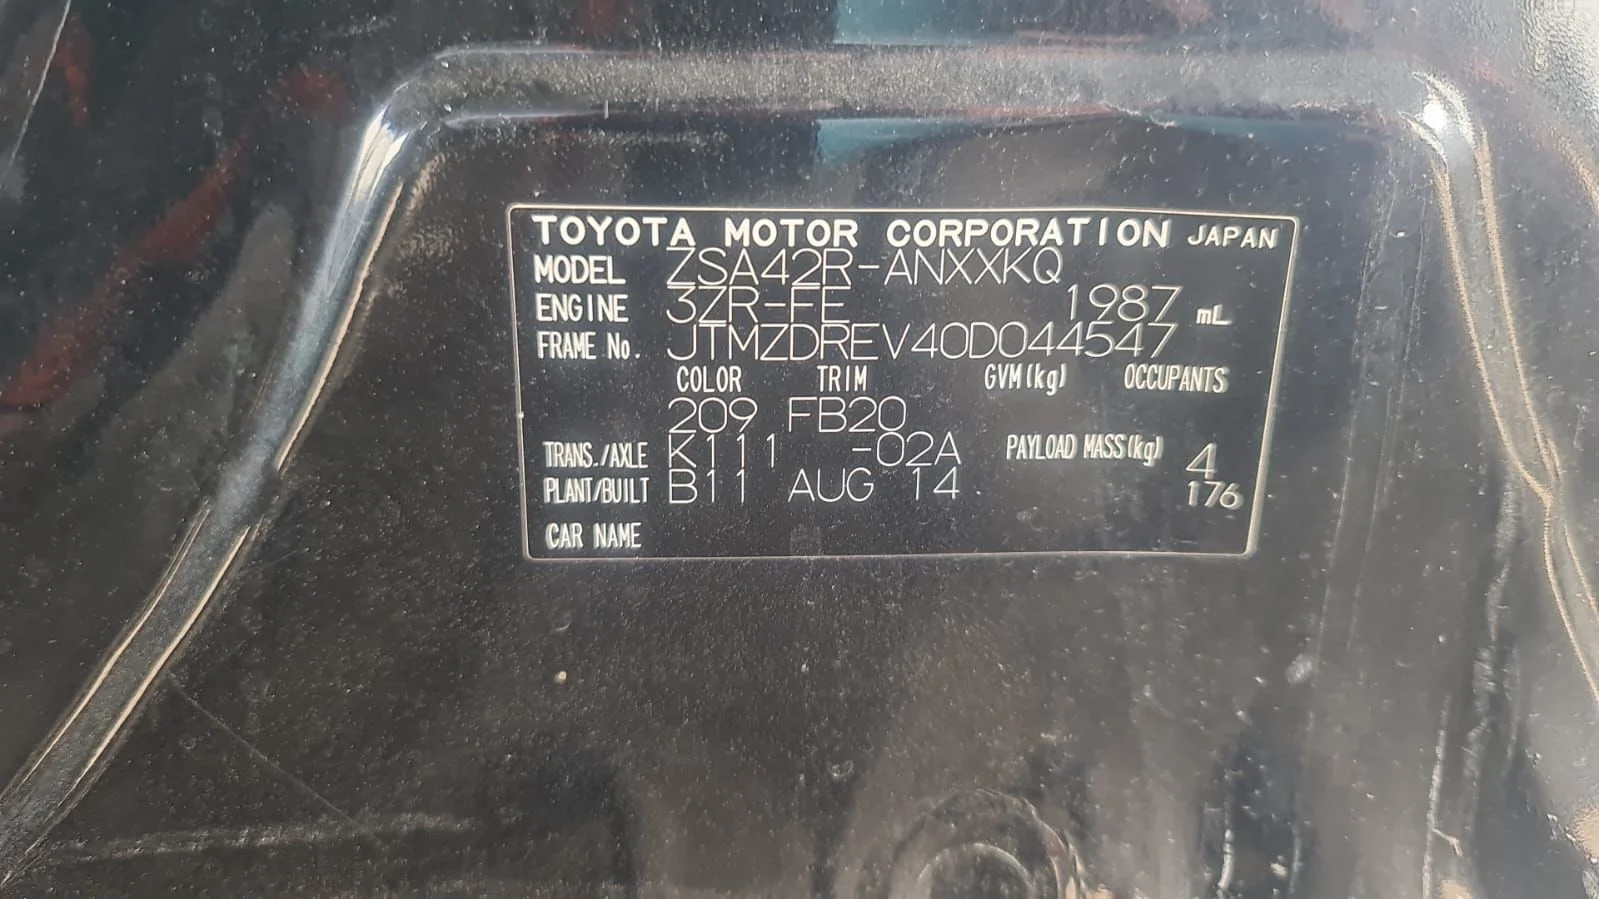 TOYOTA MOTOR CORPORATION JAPAN
MODEL ZSA42R-ANXXKQ
ENGINE 3ZR-FE 1987 mL
FRAME No. JTMZDREV40D044547
COLOR TRIM GVM(kg) OCCUPANTS
209 FB20
TRANS./AXLE K111 -02A PAYLOAD MASS(kg) 4
PLANT/BUILT B11 AUG 14 176
CAR NAME